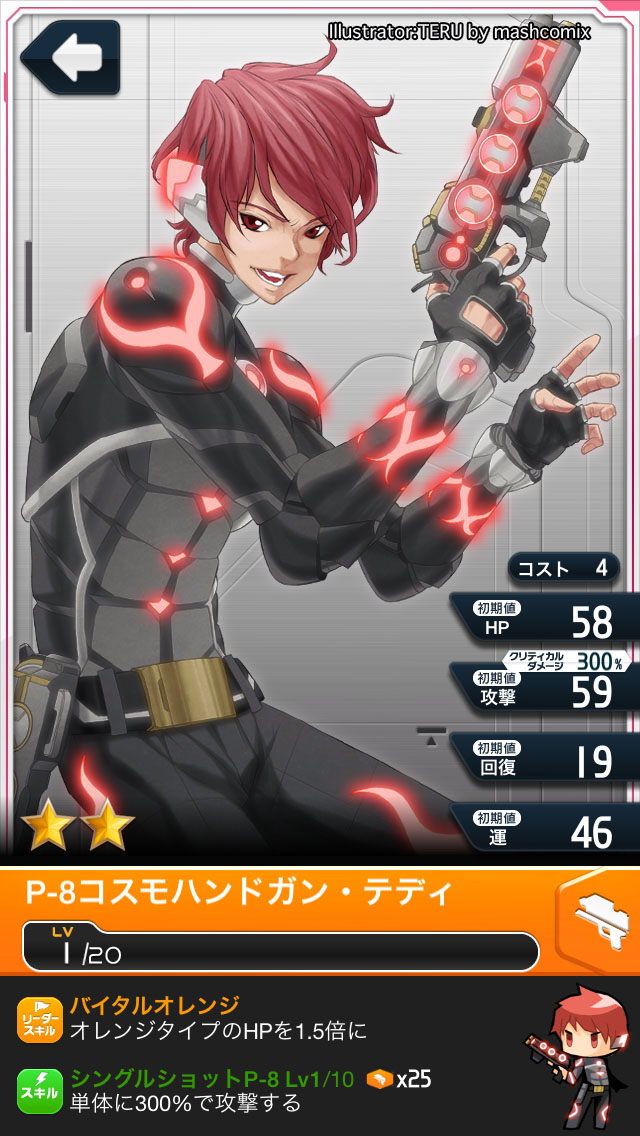 Illustrator:TERU by mashcomix
コスト 4
初期値
HP 58
クリティカル
ダメージ 300%
初期値
攻撃 59
初期値
回復 19
初期値
運 46
P-8コスモハンドガン・テディ
LV
1/20
リーダー
スキル
バイタルオレンジ
オレンジタイプのHPを1.5倍に
スキル
シングルショットP-8 Lv1/10 x25
単体に300%で攻撃する